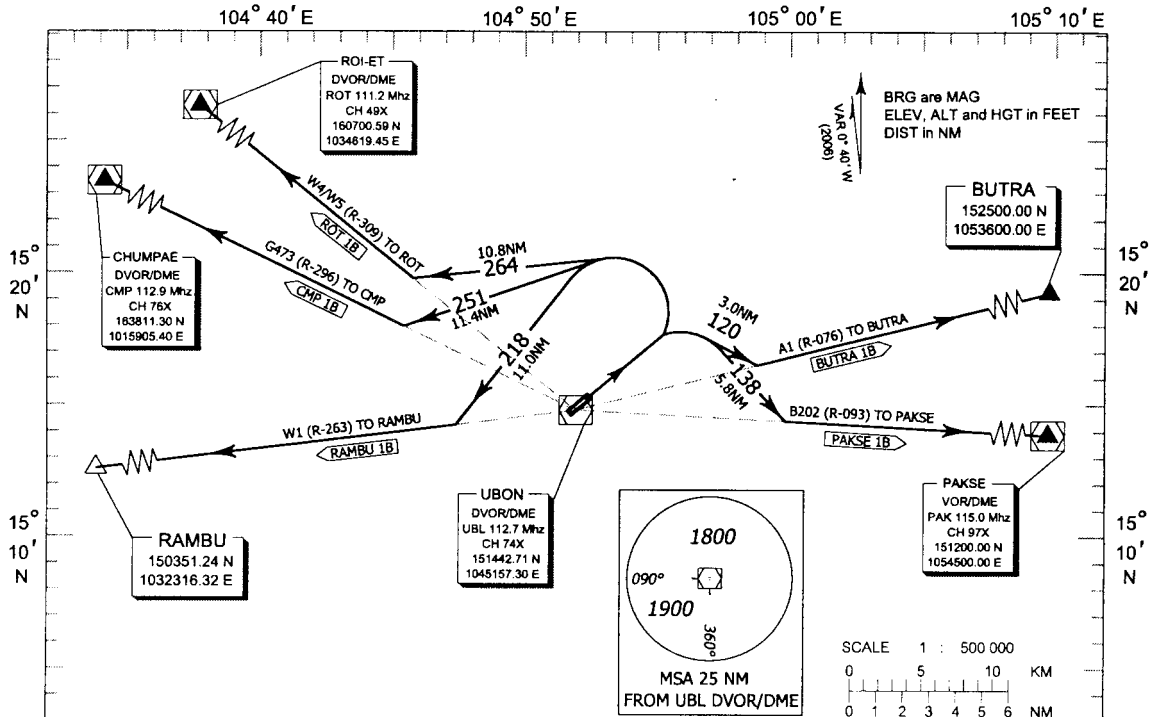 104° 40' E
104° 50' E
105° 00' E
105° 10' E
ROI-ET
DVOR/DME
ROT 111.2 Mhz
CH 49X
160700.59 N
1034619.45 E
VAR 0° 40' W
(2006)
BRG are MAG
ELEV, ALT and HGT in FEET
DIST in NM
BUTRA
152500.00 N
1053600.00 E
15°
20'
N
CHUMPAE
DVOR/DME
CMP 112.9 Mhz
CH 76X
163811.30 N
1015905.40 E
W4/W5 (R-309) TO ROT
ROT 1B
G473 (R-296) TO CMP
CMP 1B
10.8NM
264
251
11.4NM
218
11.0NM
3.0NM
120
138
5.8NM
A1 (R-076) TO BUTRA
BUTRA 1B
15°
20'
N
W1 (R-263) TO RAMBU
RAMBU 1B
B202 (R-093) TO PAKSE
PAKSE 1B
15°
10'
N
RAMBU
150351.24 N
1032316.32 E
UBON
DVOR/DME
UBL 112.7 Mhz
CH 74X
151442.71 N
1045157.30 E
1800
090°
1900
360°
MSA 25 NM
FROM UBL DVOR/DME
PAKSE
VOR/DME
PAK 115.0 Mhz
CH 97X
151200.00 N
1054500.00 E
15°
10'
N
SCALE 1 : 500 000
0 5 10 KM
0 1 2 3 4 5 6 NM